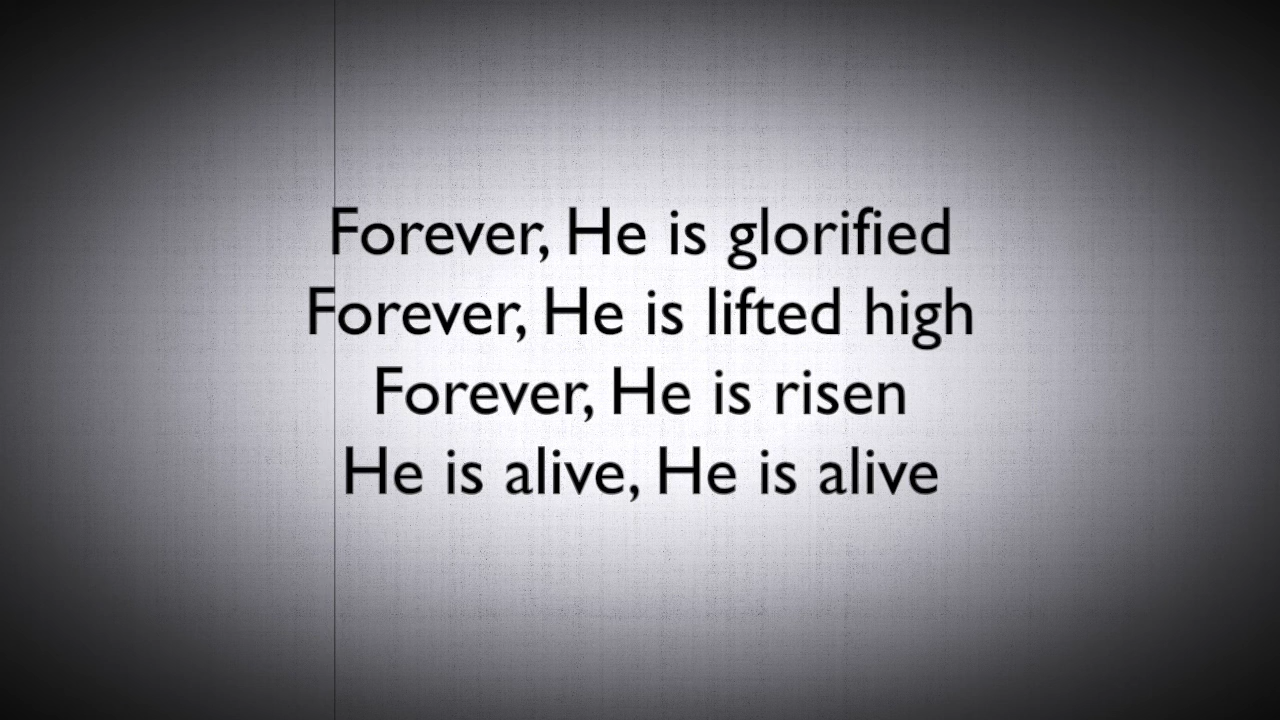 Forever, He is glorified
Forever, He is lifted high
Forever, He is risen
He is alive, He is alive